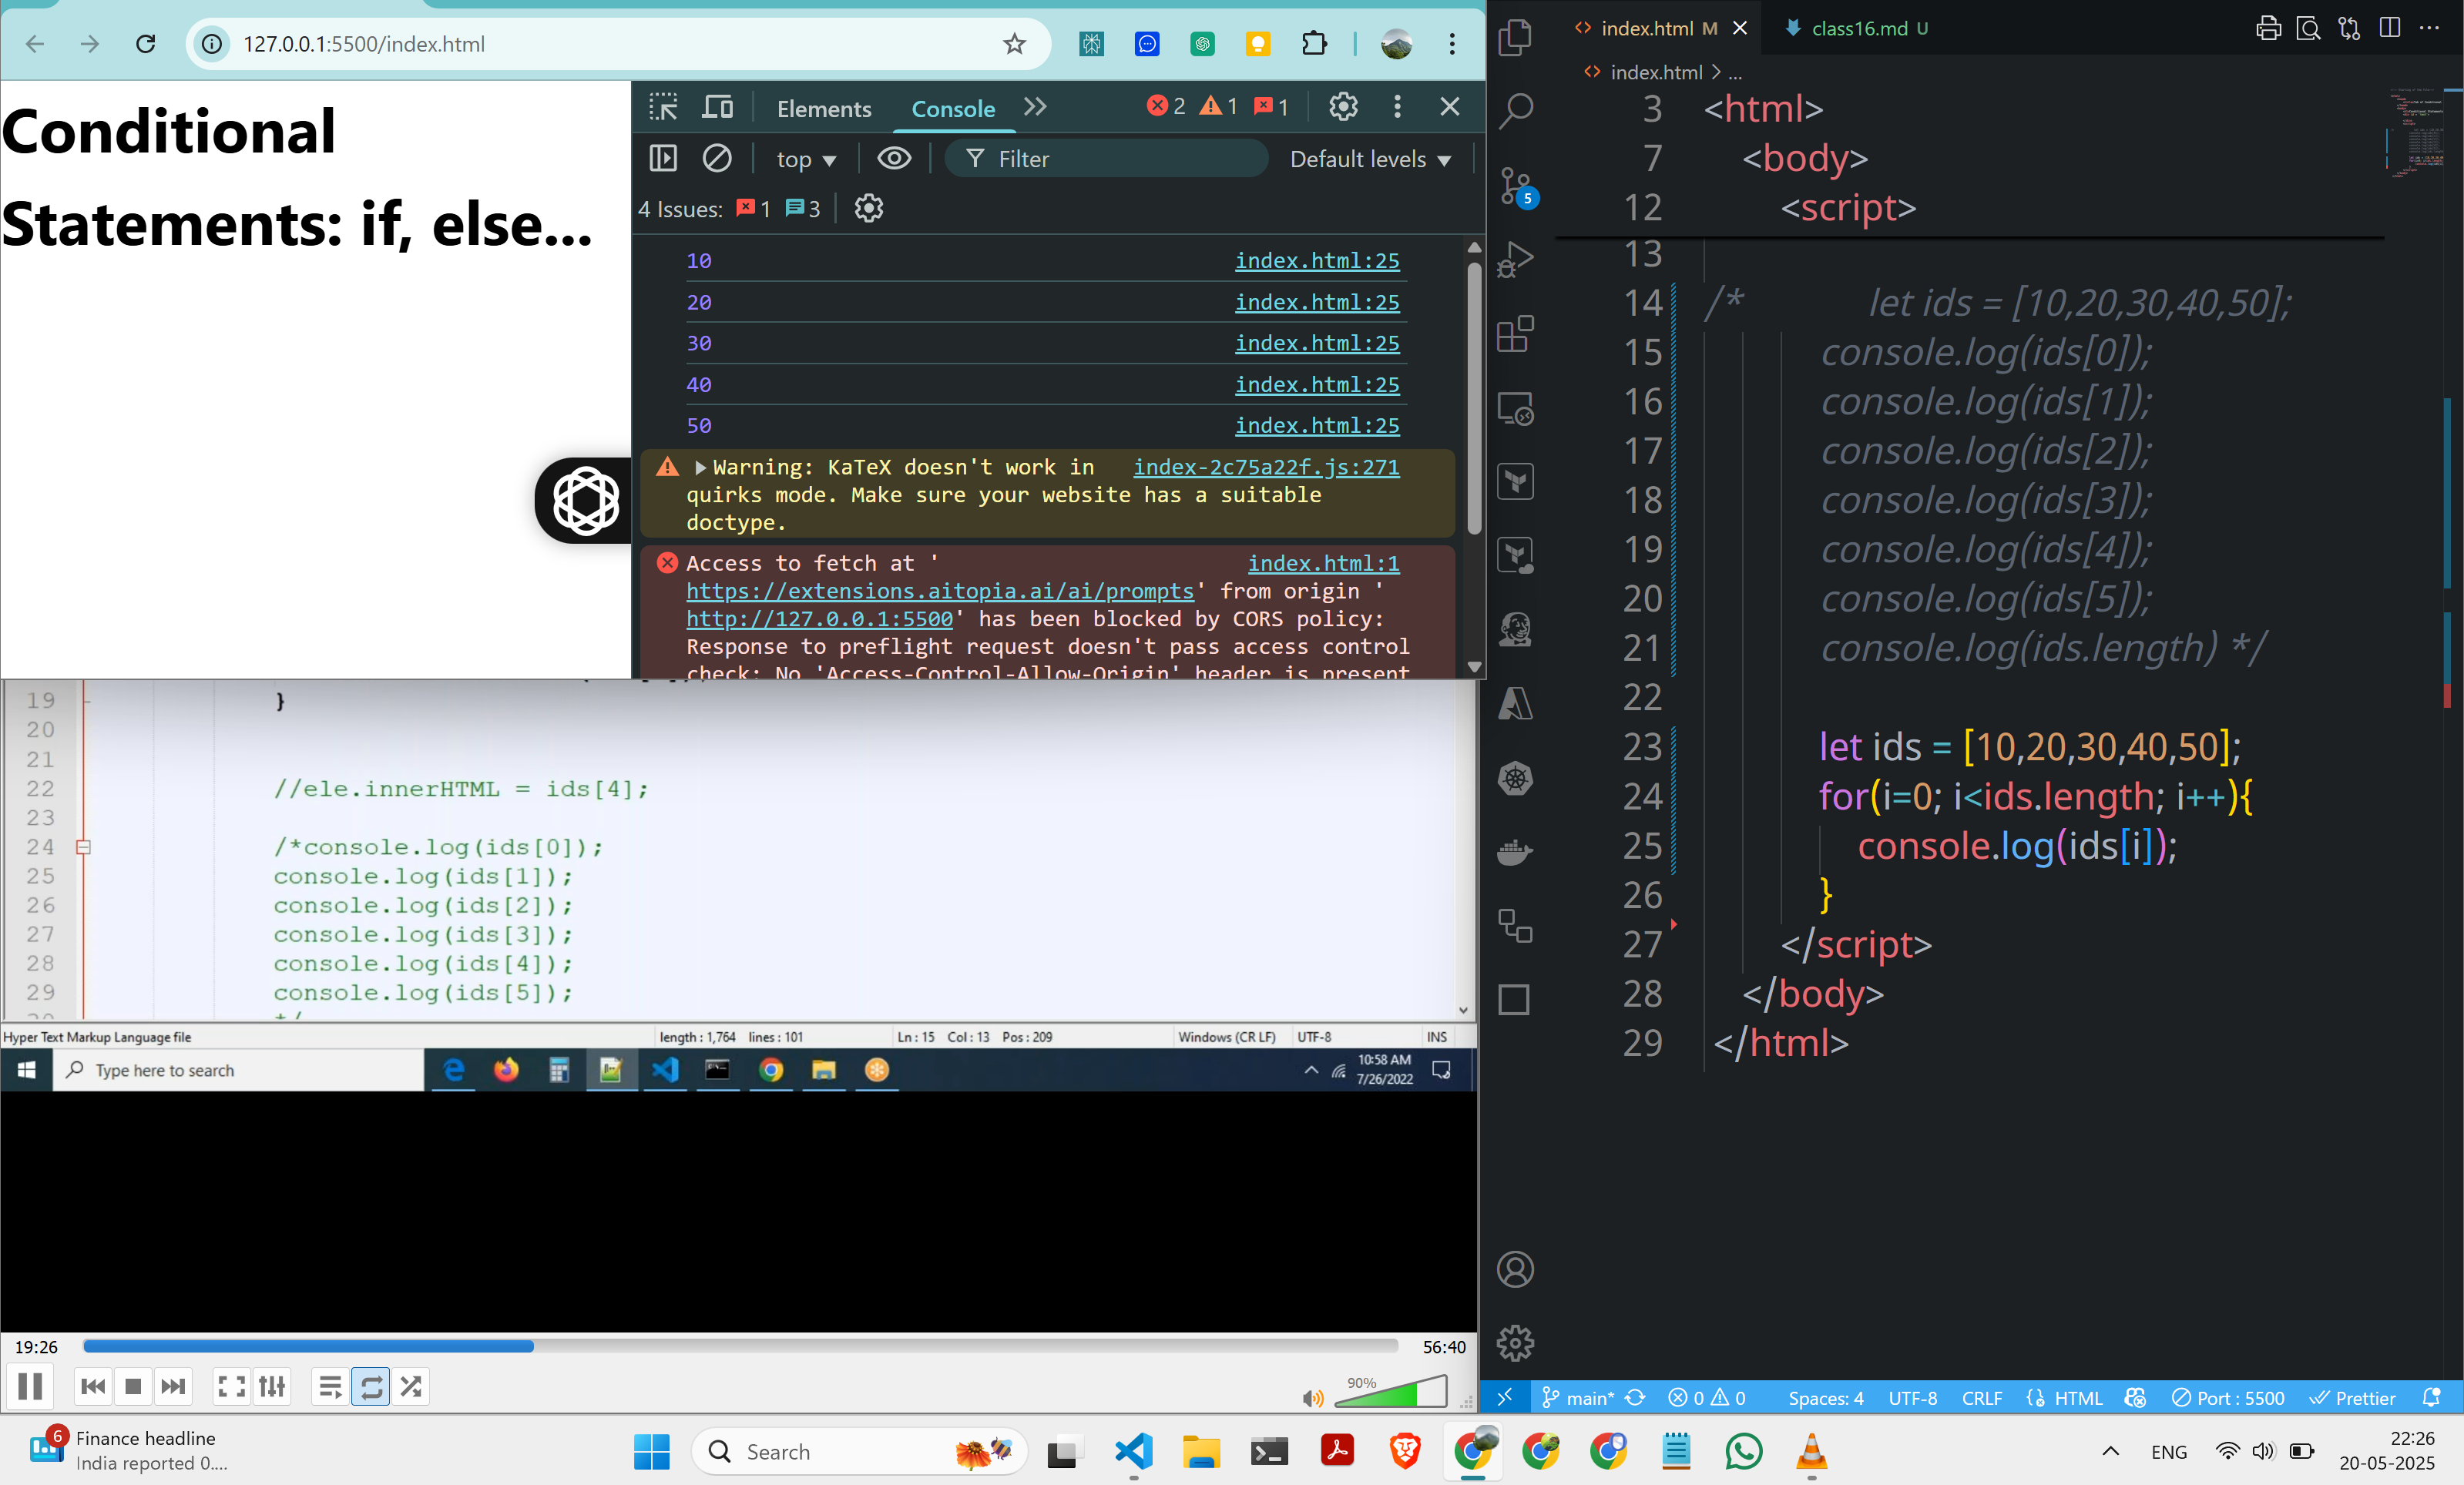 127.0.0.1:5500/index.html
Conditional
Statements: if, else...
Elements
Console
2
1
1
top
Filter
Default levels
4 Issues:
1
3
10 index.html:25
20 index.html:25
30 index.html:25
40 index.html:25
50 index.html:25
Warning: KaTeX doesn't work in index-2c75a22f.js:271
quirks mode. Make sure your website has a suitable
doctype.
Access to fetch at ' index.html:1
https://extensions.aitopia.ai/ai/prompts' from origin '
http://127.0.0.1:5500' has been blocked by CORS policy:
Response to preflight request doesn't pass access control
check: No 'Access-Control-Allow-Origin' header is present
19 }
20
21
22 //ele.innerHTML = ids[4];
23
24 /*console.log(ids[0]);
25 console.log(ids[1]);
26 console.log(ids[2]);
27 console.log(ids[3]);
28 console.log(ids[4]);
29 console.log(ids[5]);
30 */
Hyper Text Markup Language file
length : 1,764 lines : 101
Ln : 15 Col : 13 Pos : 209
Windows (CR LF)
UTF-8
INS
Type here to search
10:58 AM
7/26/2022
19:26
56:40
90%
index.html M
class16.md U
index.html > ...
3 <html>
7 <body>
12 <script>
13
14 /* let ids = [10,20,30,40,50];
15 console.log(ids[0]);
16 console.log(ids[1]);
17 console.log(ids[2]);
18 console.log(ids[3]);
19 console.log(ids[4]);
20 console.log(ids[5]);
21 console.log(ids.length) */
22
23 let ids = [10,20,30,40,50];
24 for(i=0; i<ids.length; i++){
25 console.log(ids[i]);
26 }
27 </script>
28 </body>
29 </html>
5
main*
0
0
Spaces: 4
UTF-8
CRLF
HTML
Port : 5500
Prettier
6
Finance headline
India reported 0....
Search
ENG
22:26
20-05-2025